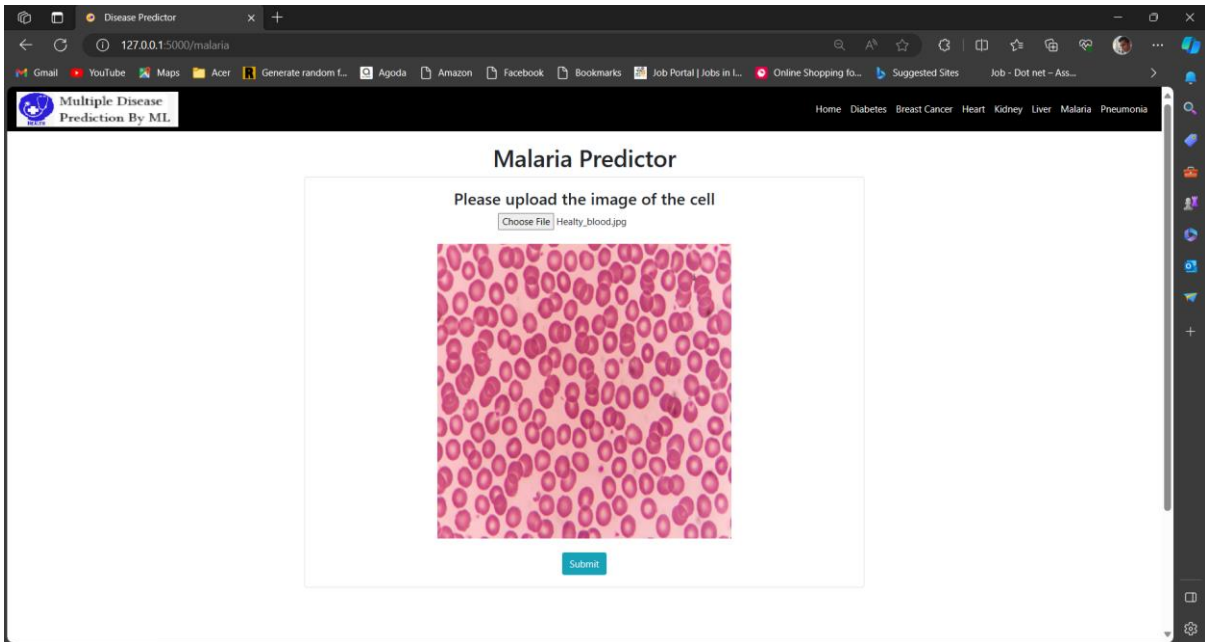 Disease Predictor
127.0.0.1:5000/malaria
Gmail YouTube Maps Acer Generate random f... Agoda Amazon Facebook Bookmarks Job Portal | Jobs in I... Online Shopping fo... Suggested Sites Job - Dot net – Ass...
Multiple Disease
Prediction By ML
HEALTH
Home Diabetes Breast Cancer Heart Kidney Liver Malaria Pneumonia
Malaria Predictor
Please upload the image of the cell
Choose File Healty_blood.jpg
Submit